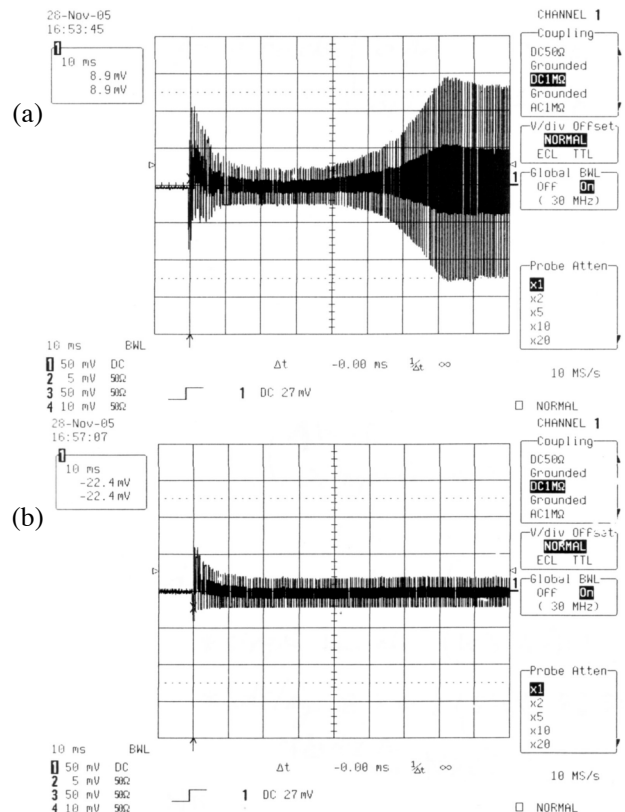 (a)
28-Nov-05
16:53:45
1
10 ms
8.9 mV
8.9 mV
CHANNEL 1
Coupling
DC50Ω
Grounded
DC1MΩ
Grounded
AC1MΩ
V/div Offset
NORMAL
ECL TTL
1
Global BWL
Off On
( 30 MHz)
Probe Atten
x1
x2
x5
x10
x20
10 ms BWL
1 50 mV DC
2 5 mV 50Ω
3 50 mV 50Ω
4 10 mV 50Ω
Δt -0.00 ms 1/Δt ∞
1 DC 27 mV
10 MS/s
□ NORMAL
(b)
28-Nov-05
16:57:07
1
10 ms
-22.4 mV
-22.4 mV
CHANNEL 1
Coupling
DC50Ω
Grounded
DC1MΩ
Grounded
AC1MΩ
V/div Offset
NORMAL
ECL TTL
1
Global BWL
Off On
( 30 MHz)
Probe Atten
x1
x2
x5
x10
x20
10 ms BWL
1 50 mV DC
2 5 mV 50Ω
3 50 mV 50Ω
4 10 mV 50Ω
Δt -0.00 ms 1/Δt ∞
1 DC 27 mV
10 MS/s
□ NORMAL